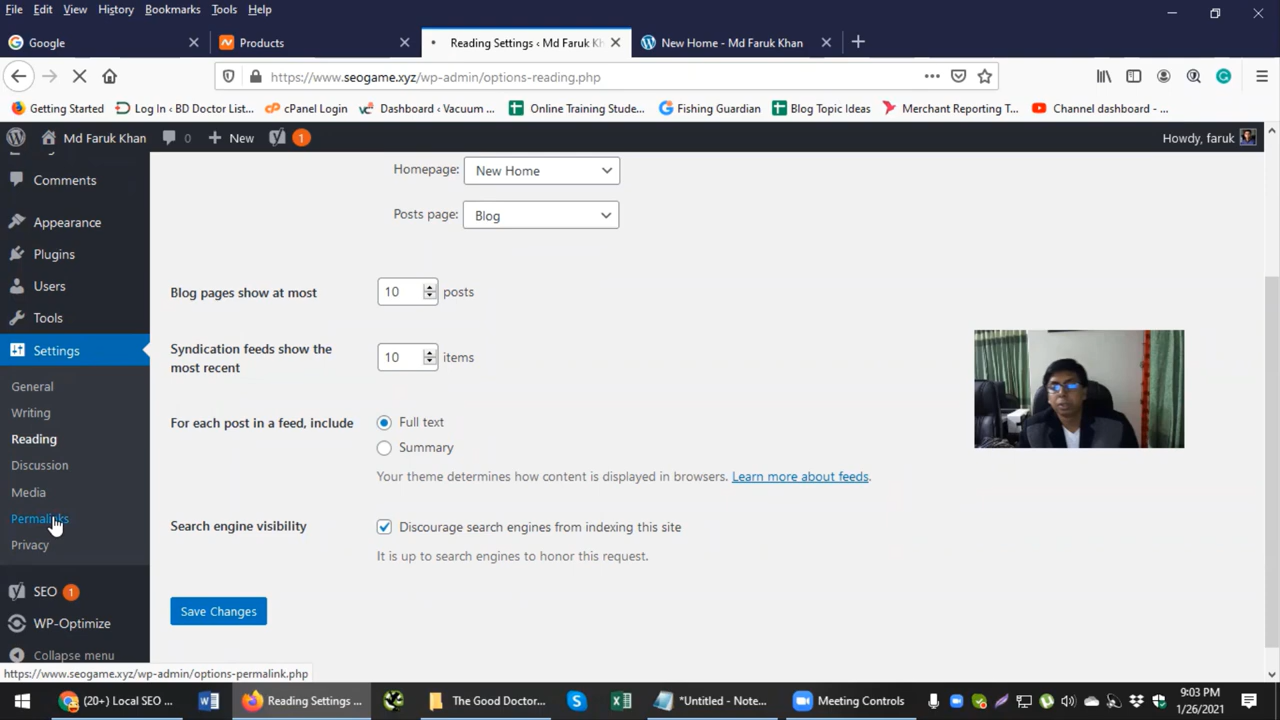 File Edit View History Bookmarks Tools Help
Google Products Reading Settings ‹ Md Faruk Kh New Home - Md Faruk Khan
https://www.seogame.xyz/wp-admin/options-reading.php
Getting Started Log In ‹ BD Doctor List... cPanel Login Dashboard ‹ Vacuum ... Online Training Stude... Fishing Guardian Blog Topic Ideas Merchant Reporting T... Channel dashboard - ...
Md Faruk Khan 0 New 1 Howdy, faruk
Comments
Appearance
Plugins
Users
Tools
Settings
General
Writing
Reading
Discussion
Media
Permalinks
Privacy
SEO 1
WP-Optimize
Collapse menu
Homepage: New Home
Posts page: Blog
Blog pages show at most 10 posts
Syndication feeds show the
most recent 10 items
For each post in a feed, include Full text
Summary
Your theme determines how content is displayed in browsers. Learn more about feeds.
Search engine visibility Discourage search engines from indexing this site
It is up to search engines to honor this request.
Save Changes
https://www.seogame.xyz/wp-admin/options-permalink.php
(20+) Local SEO ... Reading Settings ... The Good Doctor... *Untitled - Note... Meeting Controls
9:03 PM
1/26/2021